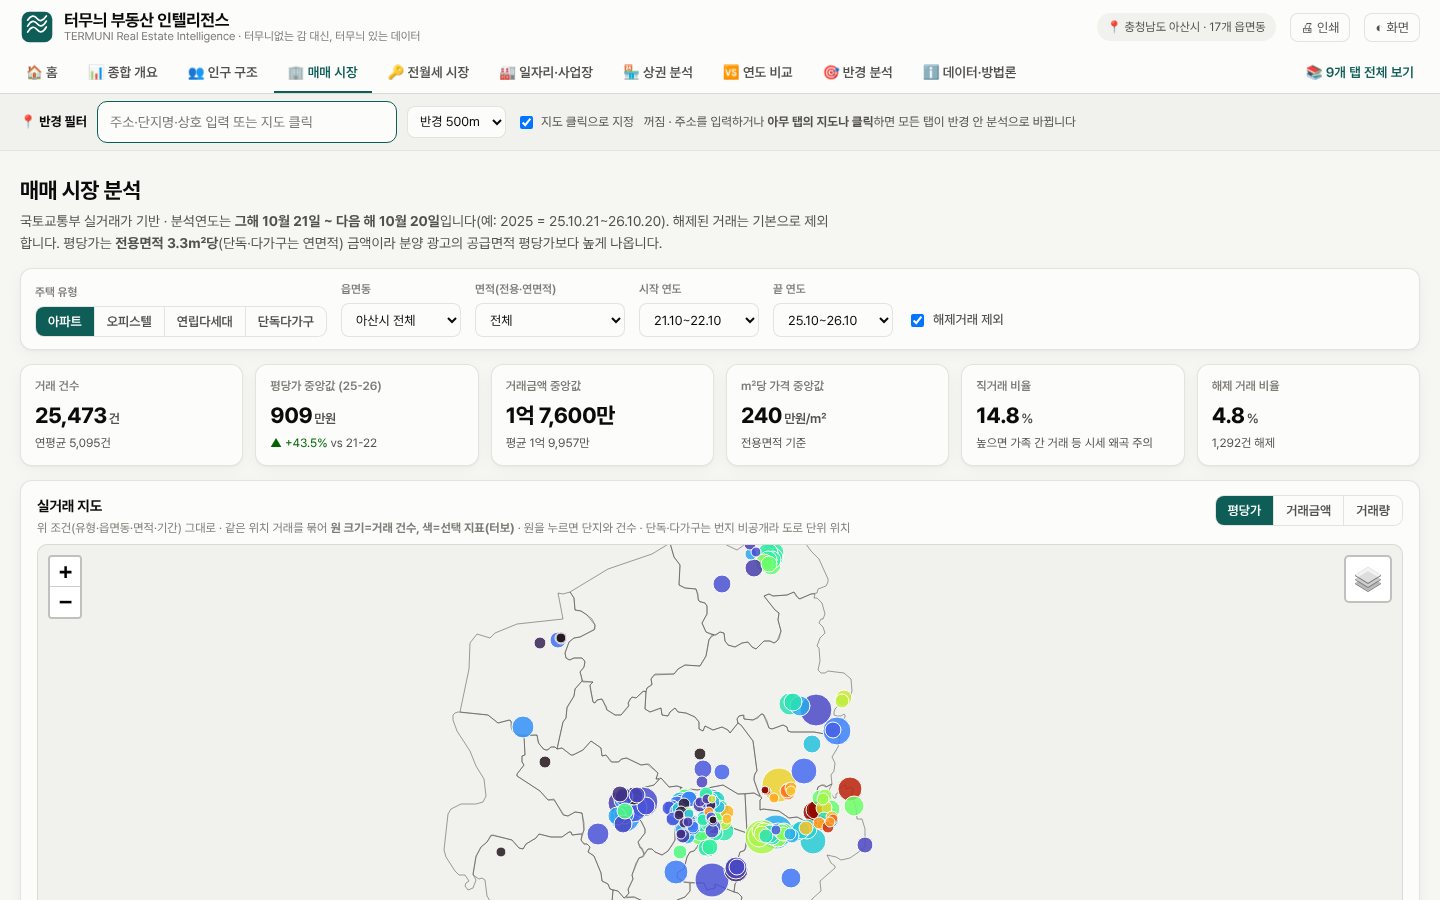 터무늬 부동산 인텔리전스
TERMUNI Real Estate Intelligence · 터무니없는 감 대신, 터무늬 있는 데이터
📍 충청남도 아산시 · 17개 읍면동
🖨 인쇄
◐ 화면
🏠 홈
📊 종합 개요
👥 인구 구조
🏢 매매 시장
🔑 전월세 시장
🏭 일자리·사업장
🏪 상권 분석
🆚 연도 비교
🎯 반경 분석
ℹ️ 데이터·방법론
📚 9개 탭 전체 보기
📍 반경 필터
주소·단지명·상호 입력 또는 지도 클릭
반경 500m
지도 클릭으로 지정
꺼짐 · 주소를 입력하거나 아무 탭의 지도나 클릭하면 모든 탭이 반경 안 분석으로 바뀝니다
매매 시장 분석
국토교통부 실거래가 기반 · 분석연도는 그해 10월 21일 ~ 다음 해 10월 20일입니다(예: 2025 = 25.10.21~26.10.20). 해제된 거래는 기본으로 제외
합니다. 평당가는 전용면적 3.3m²당(단독·다가구는 연면적) 금액이라 분양 광고의 공급면적 평당가보다 높게 나옵니다.
주택 유형
아파트
오피스텔
연립다세대
단독다가구
읍면동
아산시 전체
면적(전용·연면적)
전체
시작 연도
21.10~22.10
끝 연도
25.10~26.10
해제거래 제외
거래 건수
25,473건
연평균 5,095건
평당가 중앙값 (25-26)
909만원
▲ +43.5% vs 21-22
거래금액 중앙값
1억 7,600만
평균 1억 9,957만
m²당 가격 중앙값
240만원/m²
전용면적 기준
직거래 비율
14.8%
높으면 가족 간 거래 등 시세 왜곡 주의
해제 거래 비율
4.8%
1,292건 해제
실거래 지도
위 조건(유형·읍면동·면적·기간) 그대로 · 같은 위치 거래를 묶어 원 크기=거래 건수, 색=선택 지표(터보) · 원을 누르면 단지와 건수 · 단독·다가구는 번지 비공개라 도로 단위 위치
평당가
거래금액
거래량
+
−